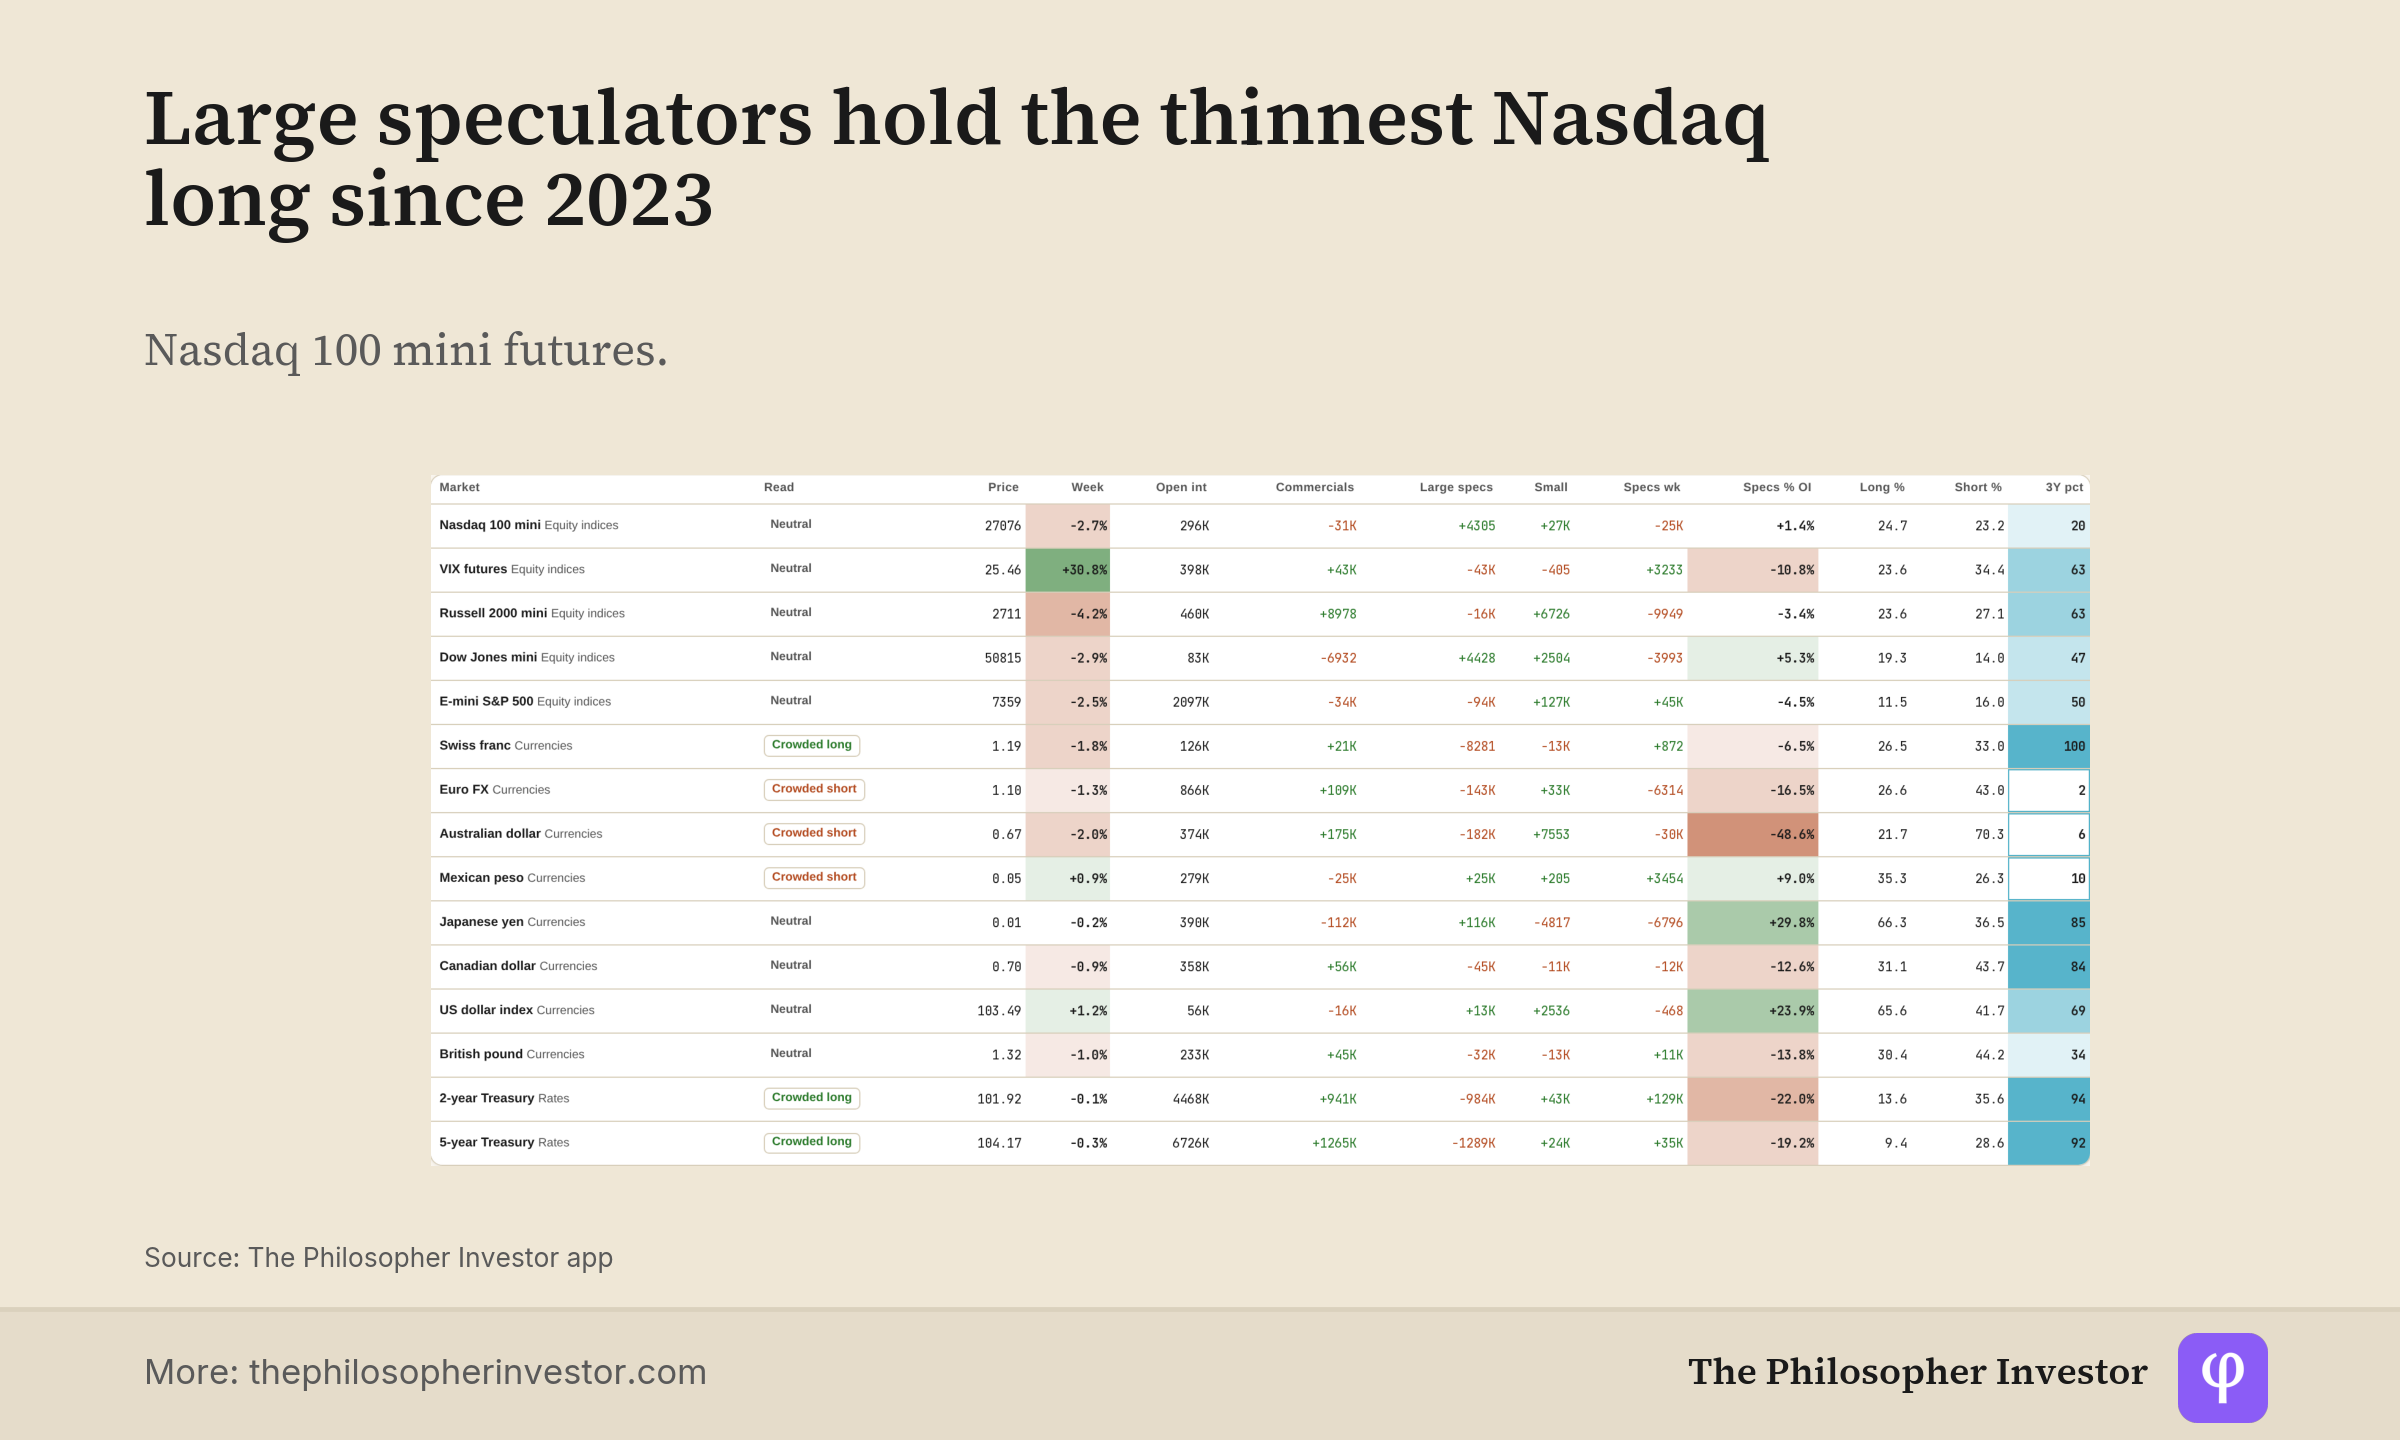 Large speculators hold the thinnest Nasdaq
long since 2023
Nasdaq 100 mini futures.
Market Read Price Week Open int Commercials Large specs Small Specs wk Specs % OI Long % Short % 3Y pct
Nasdaq 100 mini Equity indices Neutral 27076 -2.7% 296K -31K +4305 +27K -25K +1.4% 24.7 23.2 20
VIX futures Equity indices Neutral 25.46 +30.8% 398K +43K -43K -405 +3233 -10.8% 23.6 34.4 63
Russell 2000 mini Equity indices Neutral 2711 -4.2% 460K +8978 -16K +6726 -9949 -3.4% 23.6 27.1 63
Dow Jones mini Equity indices Neutral 50815 -2.9% 83K -6932 +4428 +2504 -3993 +5.3% 19.3 14.0 47
E-mini S&P 500 Equity indices Neutral 7359 -2.5% 2097K -34K -94K +127K +45K -4.5% 11.5 16.0 50
Swiss franc Currencies Crowded long 1.19 -1.8% 126K +21K -8281 -13K +872 -6.5% 26.5 33.0 100
Euro FX Currencies Crowded short 1.10 -1.3% 866K +109K -143K +33K -6314 -16.5% 26.6 43.0 2
Australian dollar Currencies Crowded short 0.67 -2.0% 374K +175K -182K +7553 -30K -48.6% 21.7 70.3 6
Mexican peso Currencies Crowded short 0.05 +0.9% 279K -25K +25K +205 +3454 +9.0% 35.3 26.3 10
Japanese yen Currencies Neutral 0.01 -0.2% 390K -112K +116K -4817 -6796 +29.8% 66.3 36.5 85
Canadian dollar Currencies Neutral 0.70 -0.9% 358K +56K -45K -11K -12K -12.6% 31.1 43.7 84
US dollar index Currencies Neutral 103.49 +1.2% 56K -16K +13K +2536 -468 +23.9% 65.6 41.7 69
British pound Currencies Neutral 1.32 -1.0% 233K +45K -32K -13K +11K -13.8% 30.4 44.2 34
2-year Treasury Rates Crowded long 101.92 -0.1% 4468K +941K -984K +43K +129K -22.0% 13.6 35.6 94
5-year Treasury Rates Crowded long 104.17 -0.3% 6726K +1265K -1289K +24K +35K -19.2% 9.4 28.6 92
Source: The Philosopher Investor app
More: thephilosopherinvestor.com
The Philosopher Investor φ